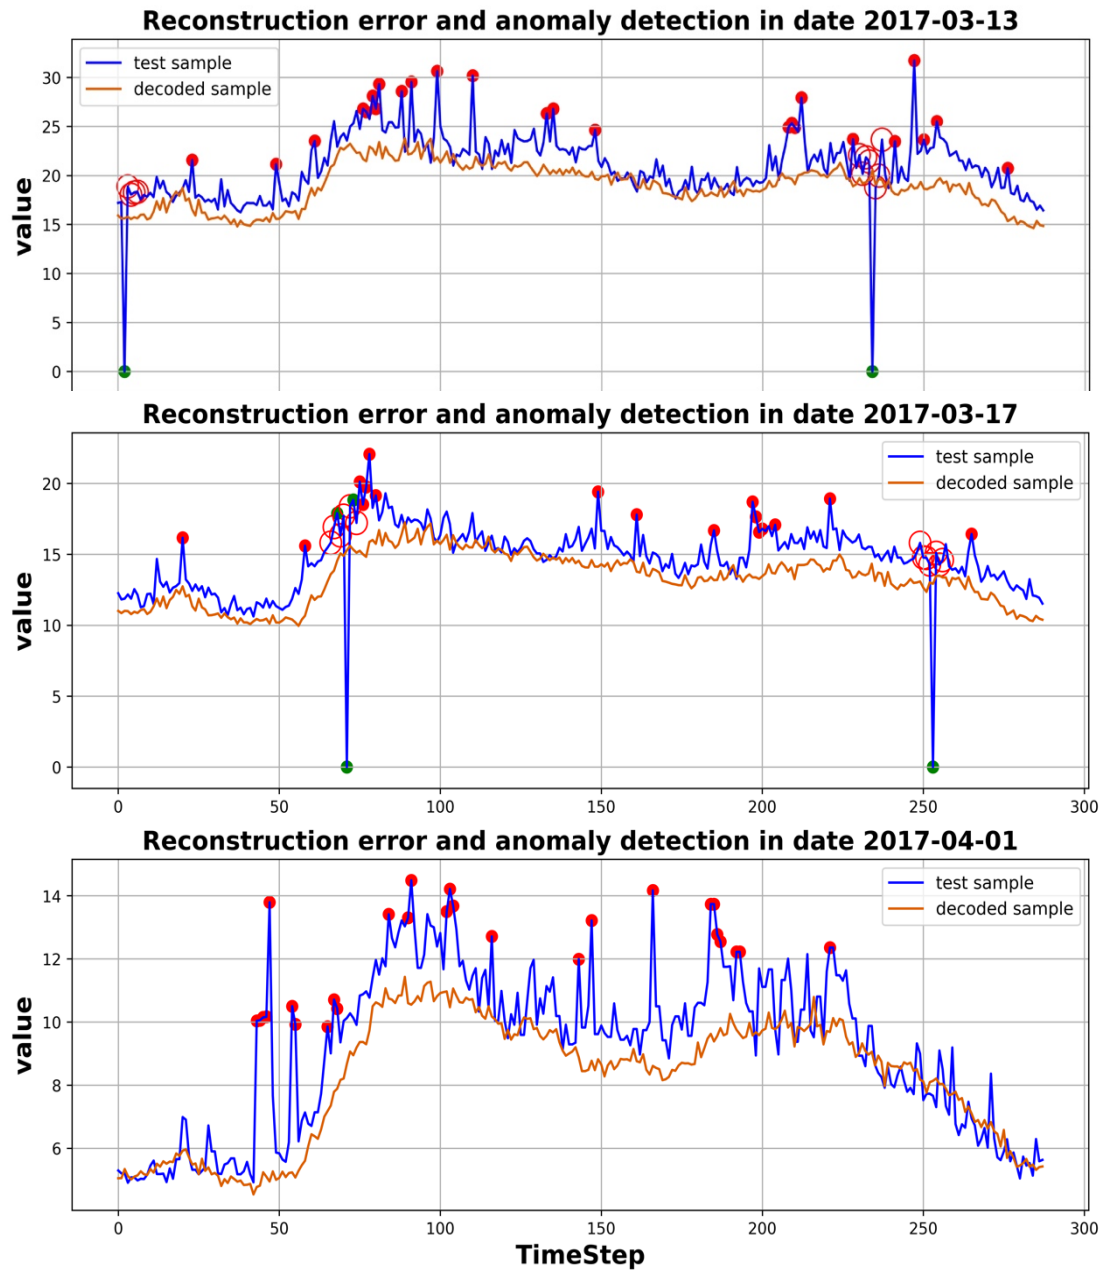 Reconstruction error and anomaly detection in date 2017-03-13
test sample
decoded sample
30
25
20
15
10
5
0
value
Reconstruction error and anomaly detection in date 2017-03-17
test sample
decoded sample
20
15
10
5
0
value
0 50 100 150 200 250 300
Reconstruction error and anomaly detection in date 2017-04-01
test sample
decoded sample
14
12
10
8
6
value
0 50 100 150 200 250 300
TimeStep